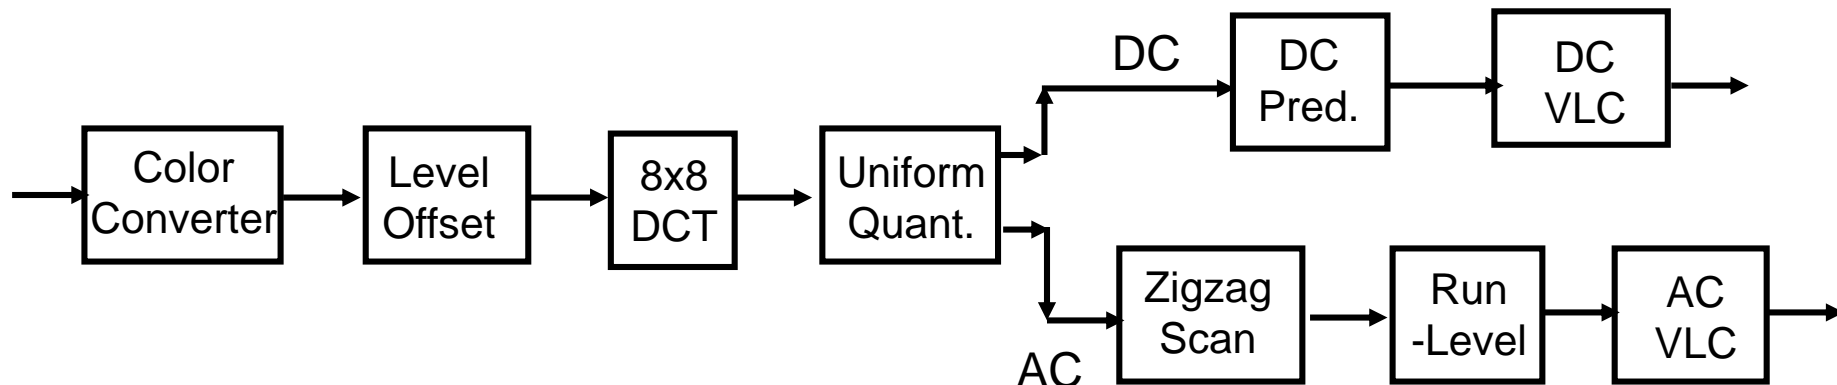 Color
Converter
Level
Offset
8x8
DCT
Uniform
Quant.
DC
DC
Pred.
DC
VLC
AC
Zigzag
Scan
Run
-Level
AC
VLC